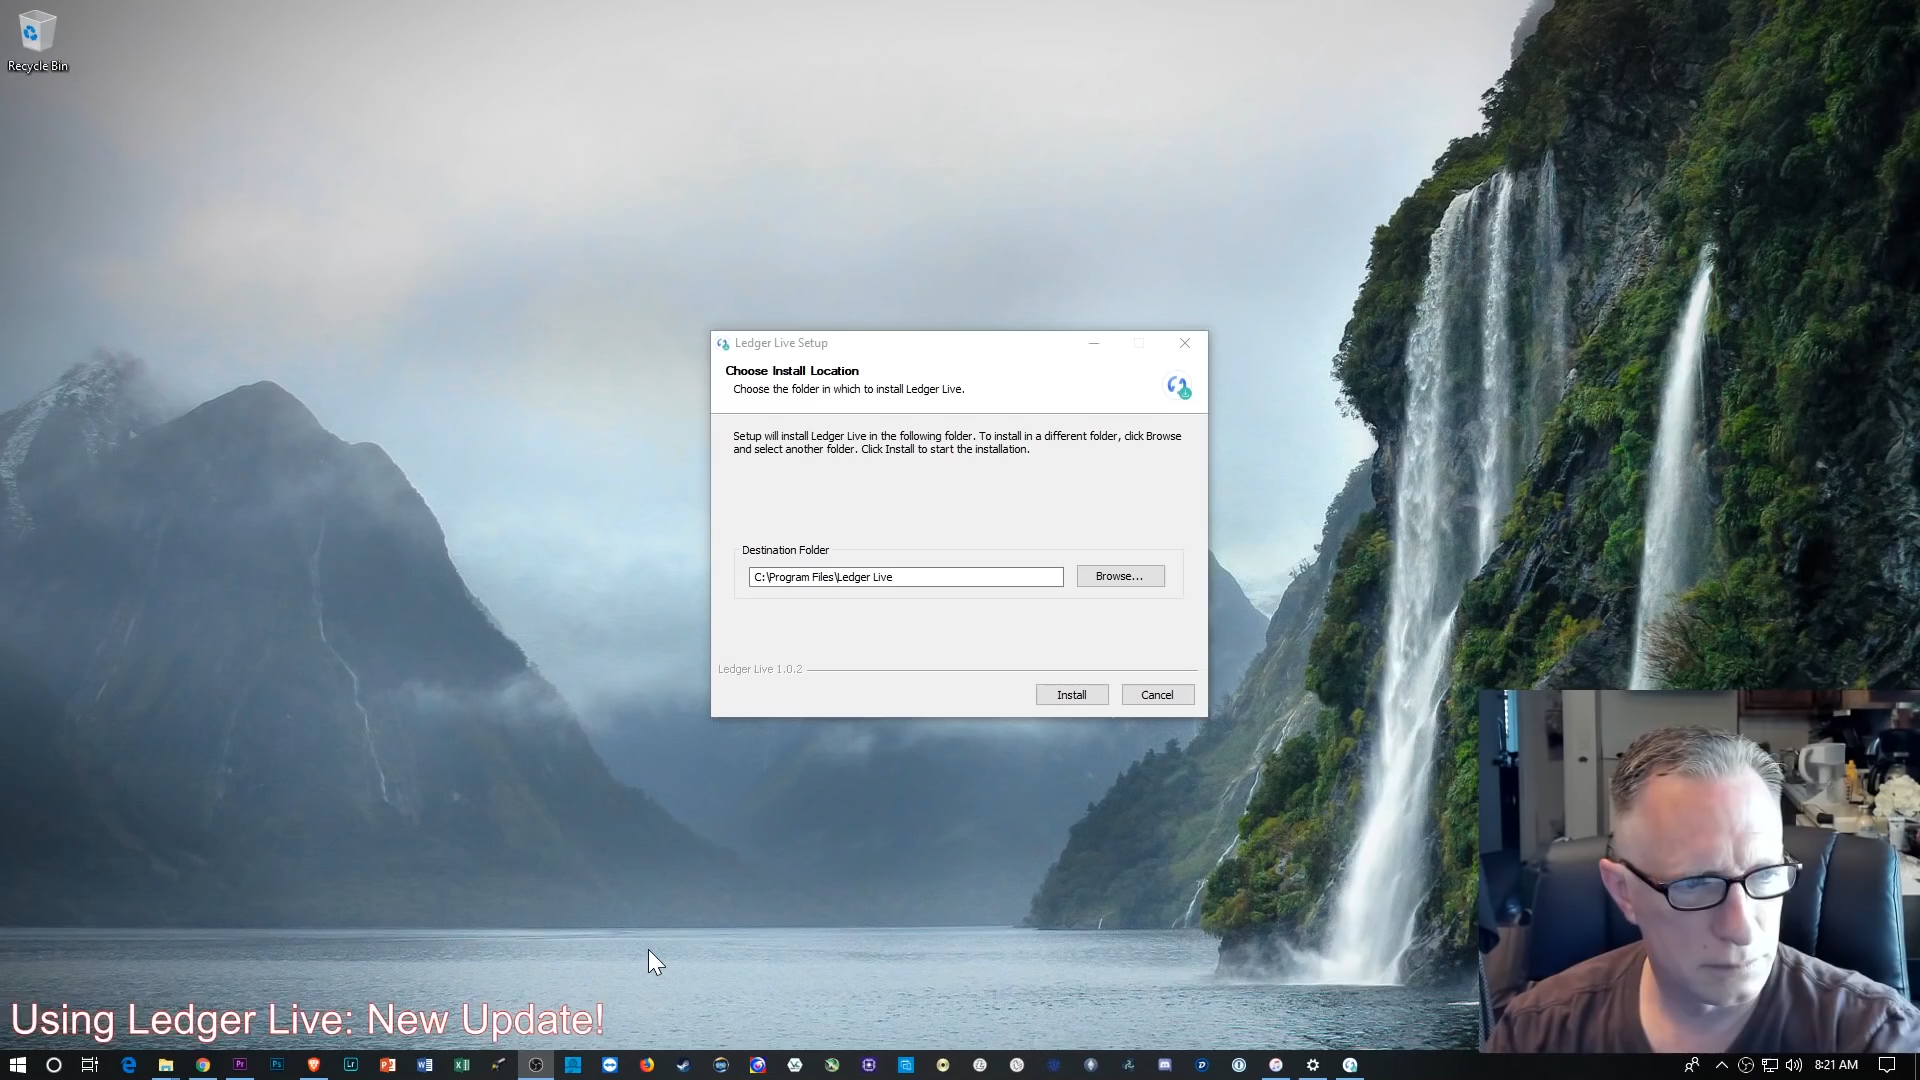 Recycle Bin
Ledger Live Setup
Choose Install Location
Choose the folder in which to install Ledger Live.
Setup will install Ledger Live in the following folder. To install in a different folder, click Browse
and select another folder. Click Install to start the installation.
Destination Folder
C:\Program Files\Ledger Live
Browse...
Ledger Live 1.0.2
Install
Cancel
Using Ledger Live: New Update!
Pr
Ps
Lr
8:21 AM